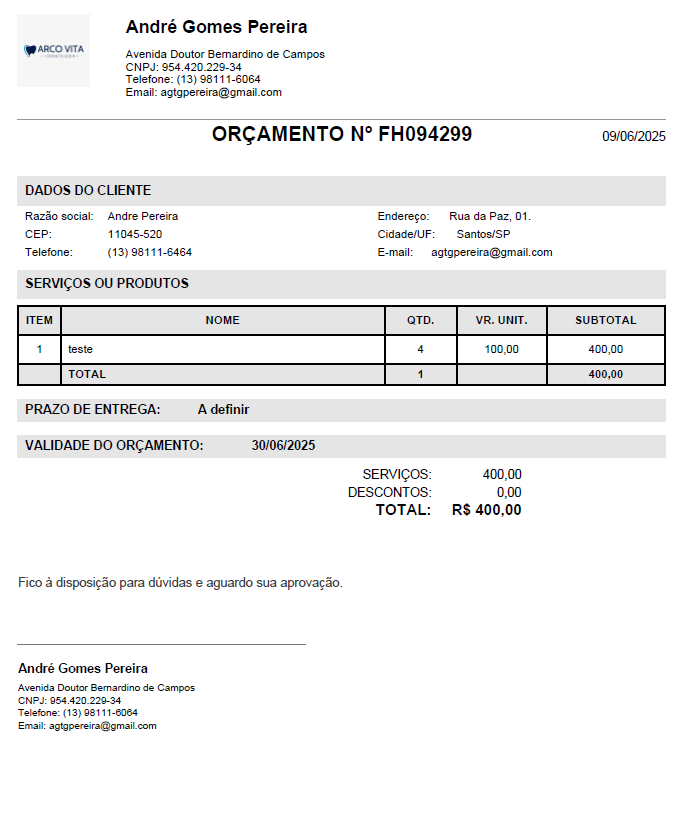 ARCO VITA
André Gomes Pereira
Avenida Doutor Bernardino de Campos
CNPJ: 954.420.229-34
Telefone: (13) 98111-6064
Email: agtgpereira@gmail.com
ORÇAMENTO Nº FH094299 09/06/2025
DADOS DO CLIENTE
Razão social: Andre Pereira Endereço: Rua da Paz, 01.
CEP: 11045-520 Cidade/UF: Santos/SP
Telefone: (13) 98111-6464 E-mail: agtgpereira@gmail.com
SERVIÇOS OU PRODUTOS
ITEM NOME QTD. VR. UNIT. SUBTOTAL
1 teste 4 100,00 400,00
TOTAL 1 400,00
PRAZO DE ENTREGA: A definir
VALIDADE DO ORÇAMENTO: 30/06/2025
SERVIÇOS: 400,00
DESCONTOS: 0,00
TOTAL: R$ 400,00
Fico à disposição para dúvidas e aguardo sua aprovação.
André Gomes Pereira
Avenida Doutor Bernardino de Campos
CNPJ: 954.420.229-34
Telefone: (13) 98111-6064
Email: agtgpereira@gmail.com